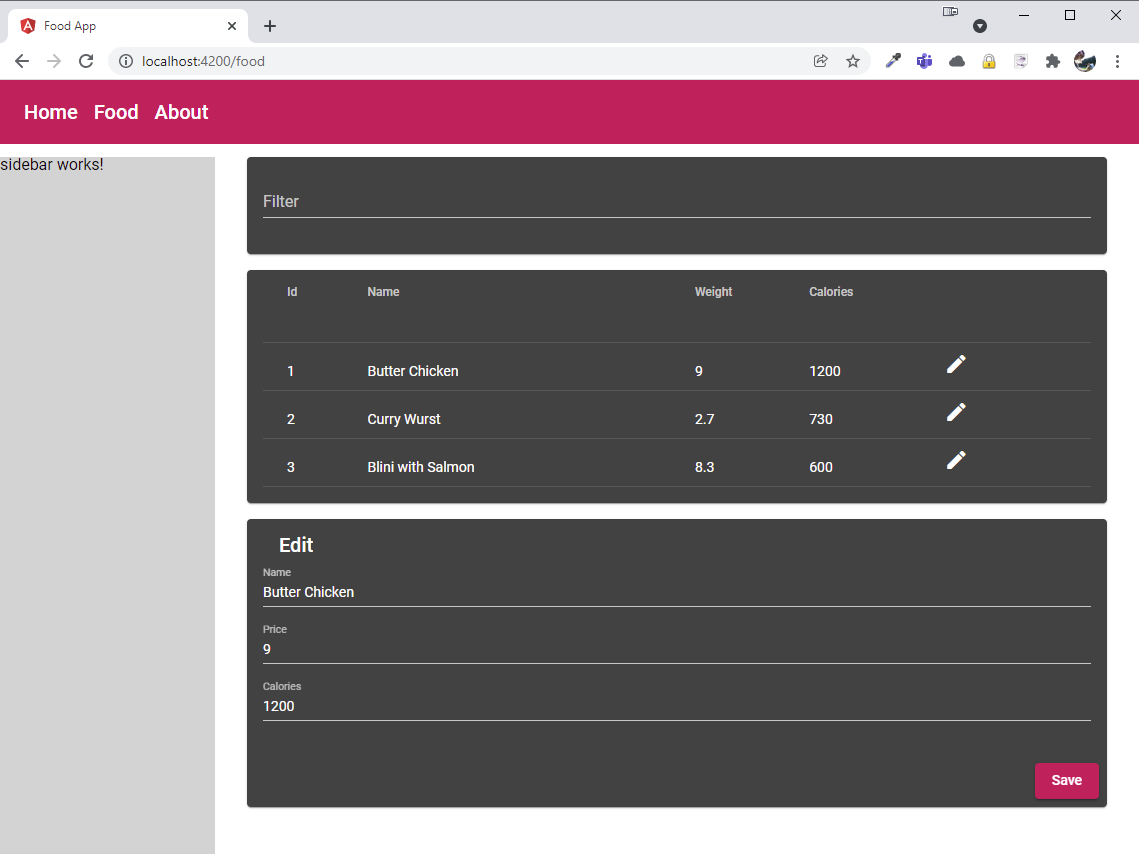 Food App
localhost:4200/food
Home Food About
sidebar works!
Filter
Id Name Weight Calories
1 Butter Chicken 9 1200
2 Curry Wurst 2.7 730
3 Blini with Salmon 8.3 600
Edit
Name
Butter Chicken
Price
9
Calories
1200
Save